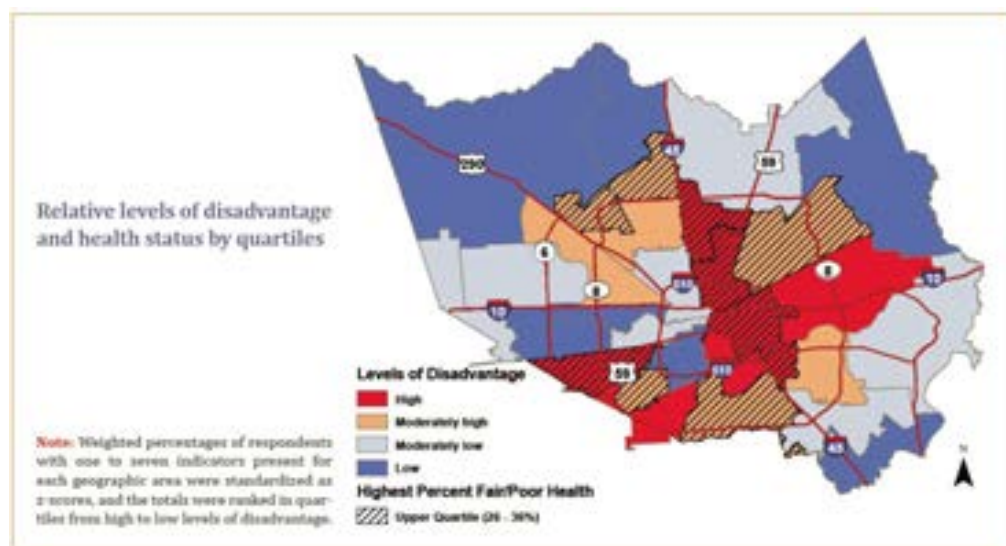 Relative levels of disadvantage
and health status by quartiles
Note: Weighted percentages of respondents
with one to seven indicators present for
each geographic area were standardized as
z-scores, and the totals were ranked in quar-
tiles from high to low levels of disadvantage.
290
45
59
6
8
8
10
10
59
610
45
N
Levels of Disadvantage
High
Moderately high
Moderately low
Low
Highest Percent Fair/Poor Health
Upper Quartile (26 - 36%)